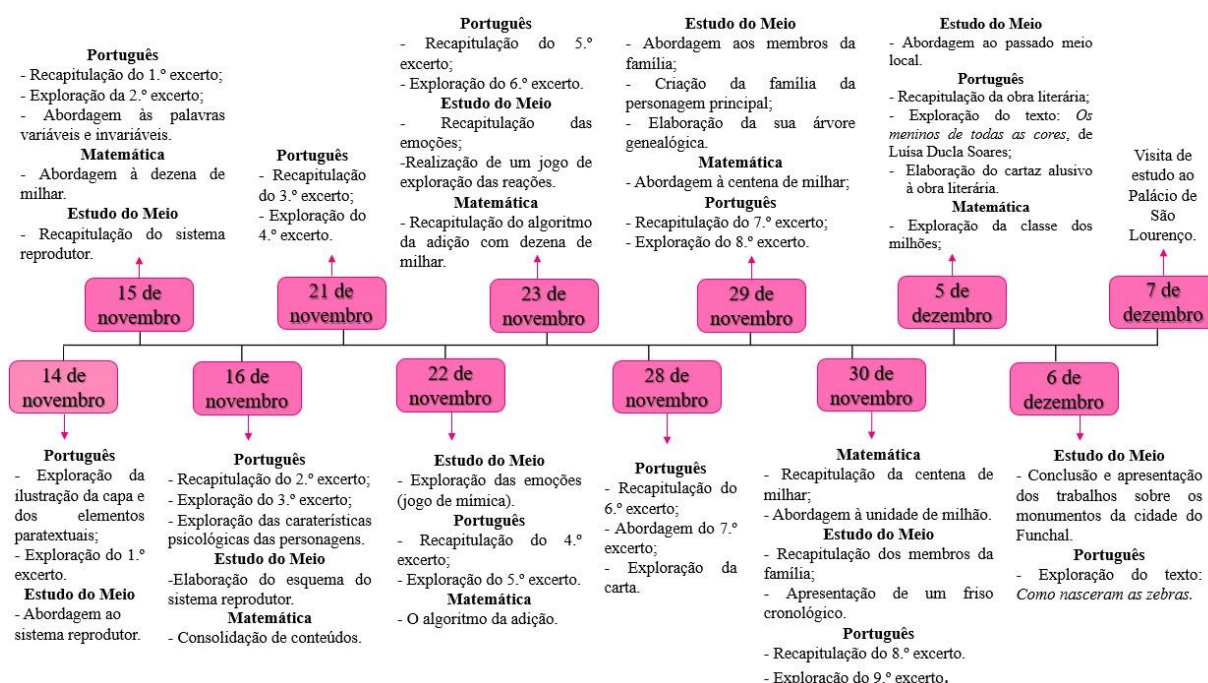 Português
- Recapitulação do 1.º excerto;
- Exploração da 2.º excerto;
- Abordagem às palavras
variáveis e invariáveis.
Matemática
- Abordagem à dezena de
milhar.
Estudo do Meio
- Recapitulação do sistema
reprodutor.
Português
- Recapitulação
do 3.º excerto;
- Exploração do
4.º excerto.
Português
- Recapitulação do 5.º
excerto;
- Exploração do 6.º excerto.
Estudo do Meio
- Recapitulação das
emoções;
-Realização de um jogo de
exploração das reações.
Matemática
- Recapitulação do algoritmo
da adição com dezena de
milhar.
Estudo do Meio
- Abordagem aos membros da
família;
- Criação da família da
personagem principal;
- Elaboração da sua árvore
genealógica.
Matemática
- Abordagem à centena de milhar;
Português
- Recapitulação do 7.º excerto;
- Exploração do 8.º excerto.
Estudo do Meio
- Abordagem ao passado meio
local.
Português
- Recapitulação da obra literária;
- Exploração do texto: Os
meninos de todas as cores, de
Luísa Ducla Soares;
- Elaboração do cartaz alusivo
à obra literária.
Matemática
- Exploração da classe dos
milhões;
Visita de
estudo ao
Palácio de
São
Lourenço.
15 de
novembro
21 de
novembro
23 de
novembro
29 de
novembro
5 de
dezembro
7 de
dezembro
14 de
novembro
16 de
novembro
22 de
novembro
28 de
novembro
30 de
novembro
6 de
dezembro
Português
- Exploração da
ilustração da capa e
dos elementos
paratextuais;
- Exploração do 1.º
excerto.
Estudo do Meio
- Abordagem ao
sistema reprodutor.
Português
- Recapitulação do 2.º excerto;
- Exploração do 3.º excerto;
- Exploração das caraterísticas
psicológicas das personagens.
Estudo do Meio
-Elaboração do esquema do
sistema reprodutor.
Matemática
- Consolidação de conteúdos.
Estudo do Meio
- Exploração das emoções
(jogo de mímica).
Português
- Recapitulação do 4.º
excerto;
- Exploração do 5.º excerto.
Matemática
- O algoritmo da adição.
Português
- Recapitulação do
6.º excerto;
- Abordagem do 7.º
excerto;
- Exploração da
carta.
Matemática
- Recapitulação da centena de
milhar;
- Abordagem à unidade de milhão.
Estudo do Meio
- Recapitulação dos membros da
família;
- Apresentação de um friso
cronológico.
Português
- Recapitulação do 8.º excerto.
- Exploração do 9.º excerto.
Estudo do Meio
- Conclusão e apresentação
dos trabalhos sobre os
monumentos da cidade do
Funchal.
Português
- Exploração do texto:
Como nasceram as zebras.